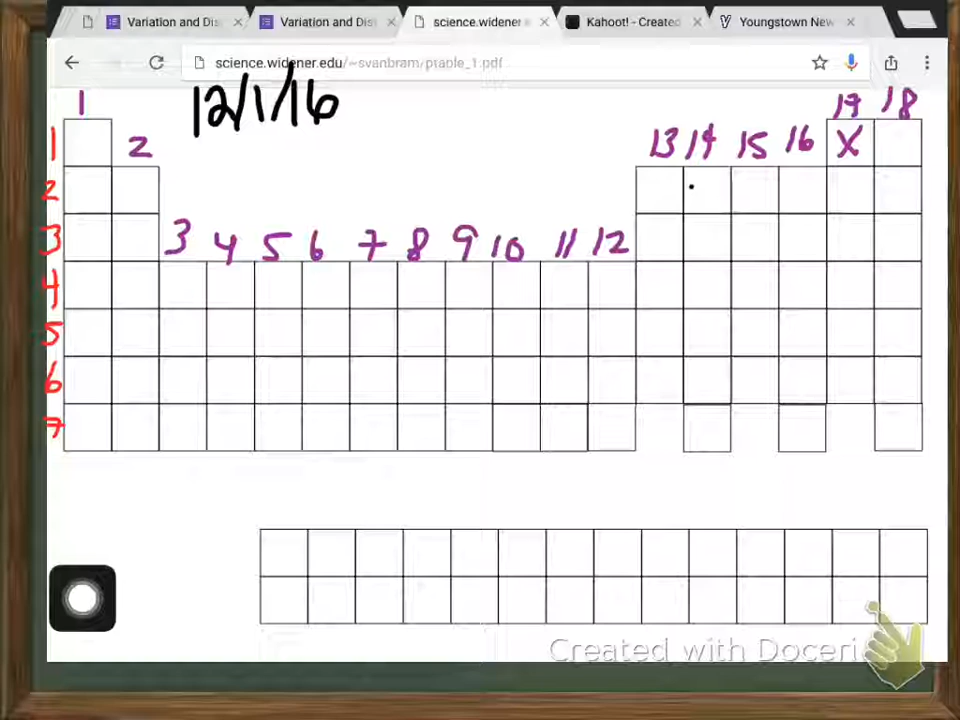 Variation and Dis
Variation and Dis
science.widener
Kahoot! - Created
Youngstown New
science.widener.edu/~svanbram/ptable_1.pdf
12/1/16
1
17 18
1
2
13 14 15 16 X
2
3
3 4 5 6 7 8 9 10 11 12
4
5
6
7
Created with Doceri